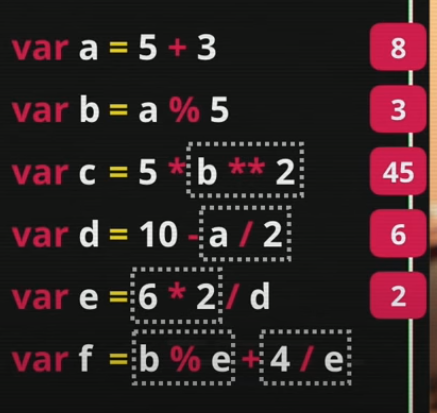 var a = 5 + 3 8
var b = a % 5 3
var c = 5 * b ** 2 45
var d = 10 - a / 2 6
var e = 6 * 2 / d 2
var f = b % e + 4 / e